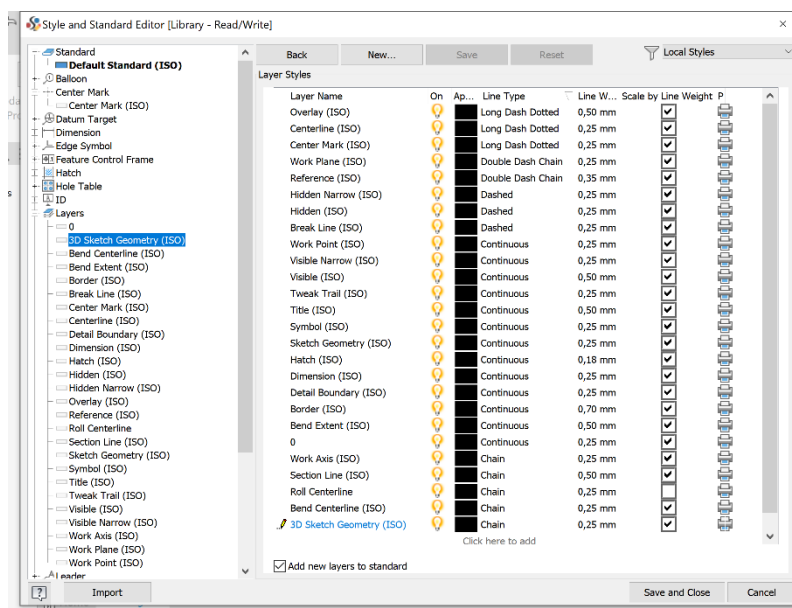 Style and Standard Editor [Library - Read/Write]
Back New... Save Reset Local Styles
Standard
Default Standard (ISO)
Balloon
Center Mark
Center Mark (ISO)
Datum Target
Dimension
Edge Symbol
Feature Control Frame
Hatch
Hole Table
ID
Layers
0
3D Sketch Geometry (ISO)
Bend Centerline (ISO)
Bend Extent (ISO)
Border (ISO)
Break Line (ISO)
Center Mark (ISO)
Centerline (ISO)
Detail Boundary (ISO)
Dimension (ISO)
Hatch (ISO)
Hidden (ISO)
Hidden Narrow (ISO)
Overlay (ISO)
Reference (ISO)
Roll Centerline
Section Line (ISO)
Sketch Geometry (ISO)
Symbol (ISO)
Title (ISO)
Tweak Trail (ISO)
Visible (ISO)
Visible Narrow (ISO)
Work Axis (ISO)
Work Plane (ISO)
Work Point (ISO)
Leader
Layer Styles
Layer Name On Ap... Line Type Line W... Scale by Line Weight P
Overlay (ISO) Long Dash Dotted 0,50 mm
Centerline (ISO) Long Dash Dotted 0,25 mm
Center Mark (ISO) Long Dash Dotted 0,25 mm
Work Plane (ISO) Double Dash Chain 0,25 mm
Reference (ISO) Double Dash Chain 0,35 mm
Hidden Narrow (ISO) Dashed 0,25 mm
Hidden (ISO) Dashed 0,25 mm
Break Line (ISO) Dashed 0,25 mm
Work Point (ISO) Continuous 0,25 mm
Visible Narrow (ISO) Continuous 0,25 mm
Visible (ISO) Continuous 0,50 mm
Tweak Trail (ISO) Continuous 0,25 mm
Title (ISO) Continuous 0,50 mm
Symbol (ISO) Continuous 0,25 mm
Sketch Geometry (ISO) Continuous 0,25 mm
Hatch (ISO) Continuous 0,18 mm
Dimension (ISO) Continuous 0,25 mm
Detail Boundary (ISO) Continuous 0,25 mm
Border (ISO) Continuous 0,70 mm
Bend Extent (ISO) Continuous 0,50 mm
0 Continuous 0,25 mm
Work Axis (ISO) Chain 0,25 mm
Section Line (ISO) Chain 0,50 mm
Roll Centerline Chain 0,25 mm
Bend Centerline (ISO) Chain 0,25 mm
3D Sketch Geometry (ISO) Chain 0,25 mm
Click here to add
Add new layers to standard
? Import Save and Close Cancel